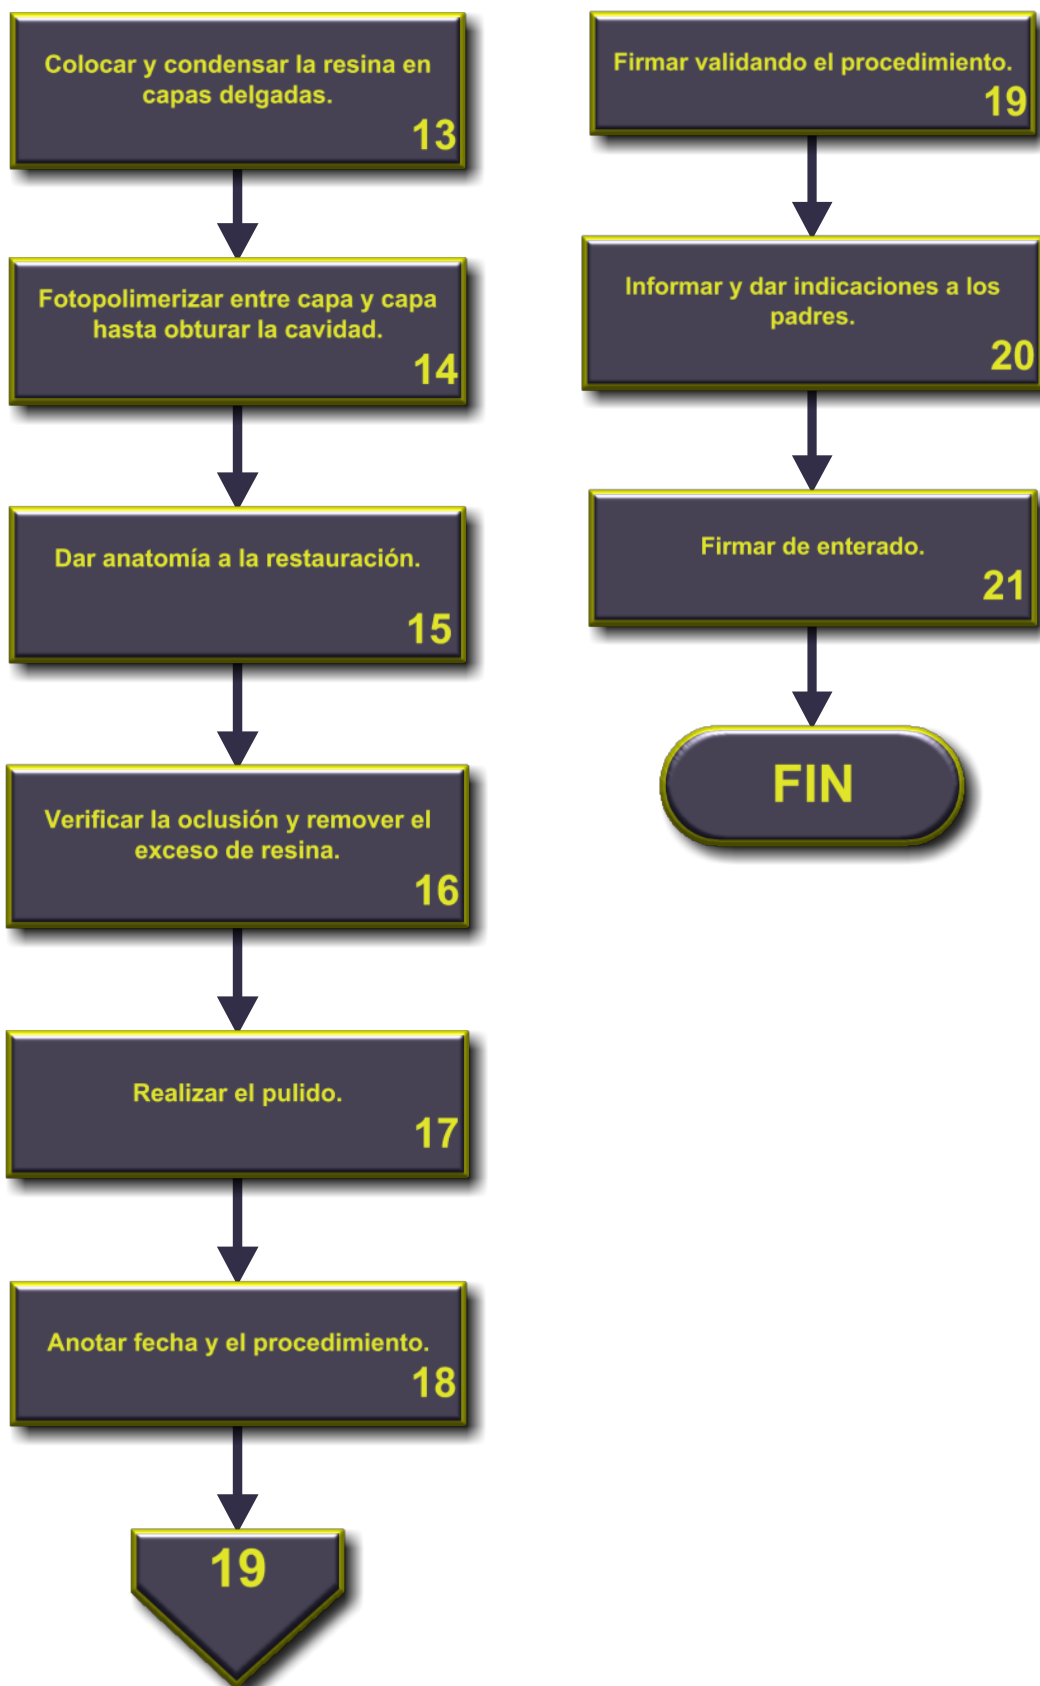 Colocar y condensar la resina en
capas delgadas.
13
Fotopolimerizar entre capa y capa
hasta obturar la cavidad.
14
Dar anatomía a la restauración.
15
Verificar la oclusión y remover el
exceso de resina.
16
Realizar el pulido.
17
Anotar fecha y el procedimiento.
18
19
Firmar validando el procedimiento.
19
Informar y dar indicaciones a los
padres.
20
Firmar de enterado.
21
FIN